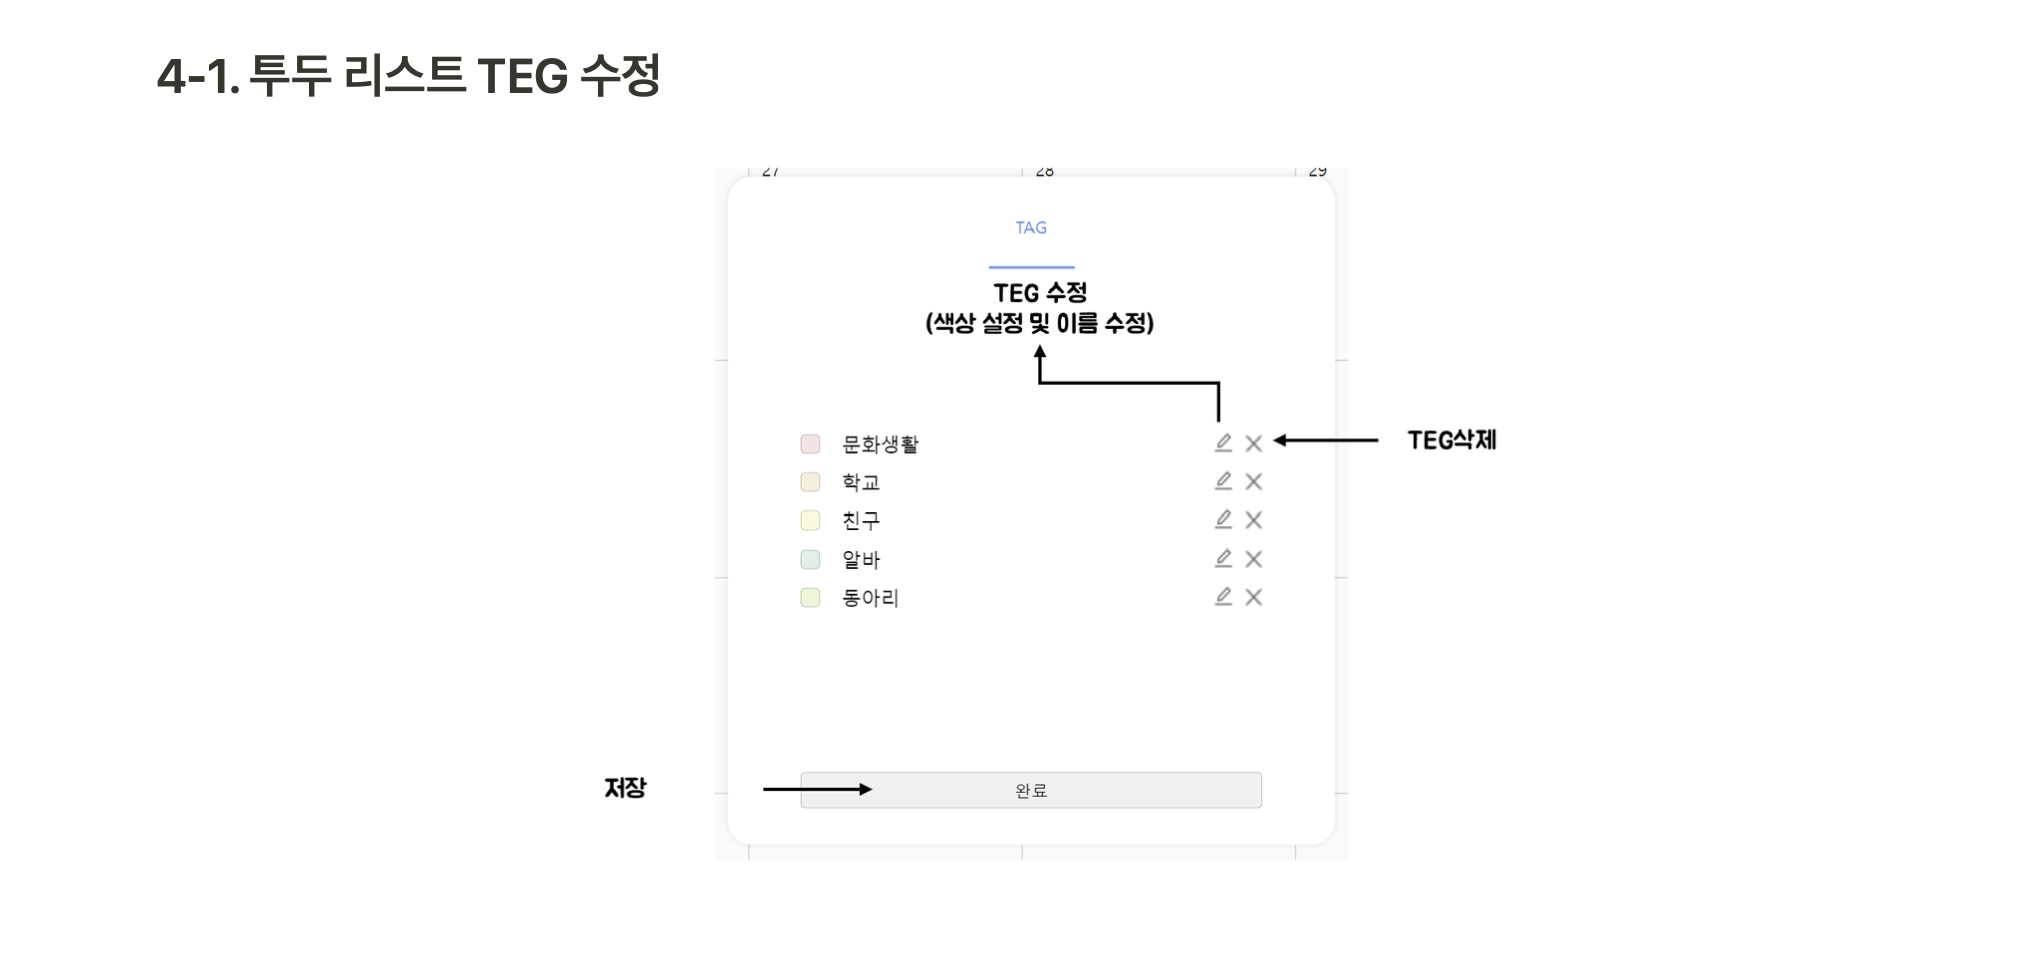 4-1. 투두 리스트 TEG 수정
27 28 29
TAG
TEG 수정
(색상 설정 및 이름 수정)
문화생활
TEG삭제
학교
친구
알바
동아리
저장
완료